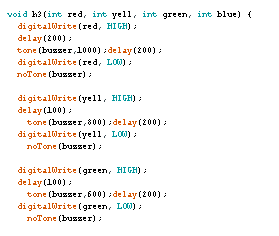 void h3(int red, int yell, int green, int blue) {
digitalWrite(red, HIGH);
delay(200);
tone(buzzer,1000);delay(200);
digitalWrite(red, LOW);
noTone(buzzer);
digitalWrite(yell, HIGH);
delay(100);
tone(buzzer,800);delay(200);
digitalWrite(yell, LOW);
noTone(buzzer);
digitalWrite(green, HIGH);
delay(100);
tone(buzzer,600);delay(200);
digitalWrite(green, LOW);
noTone(buzzer);